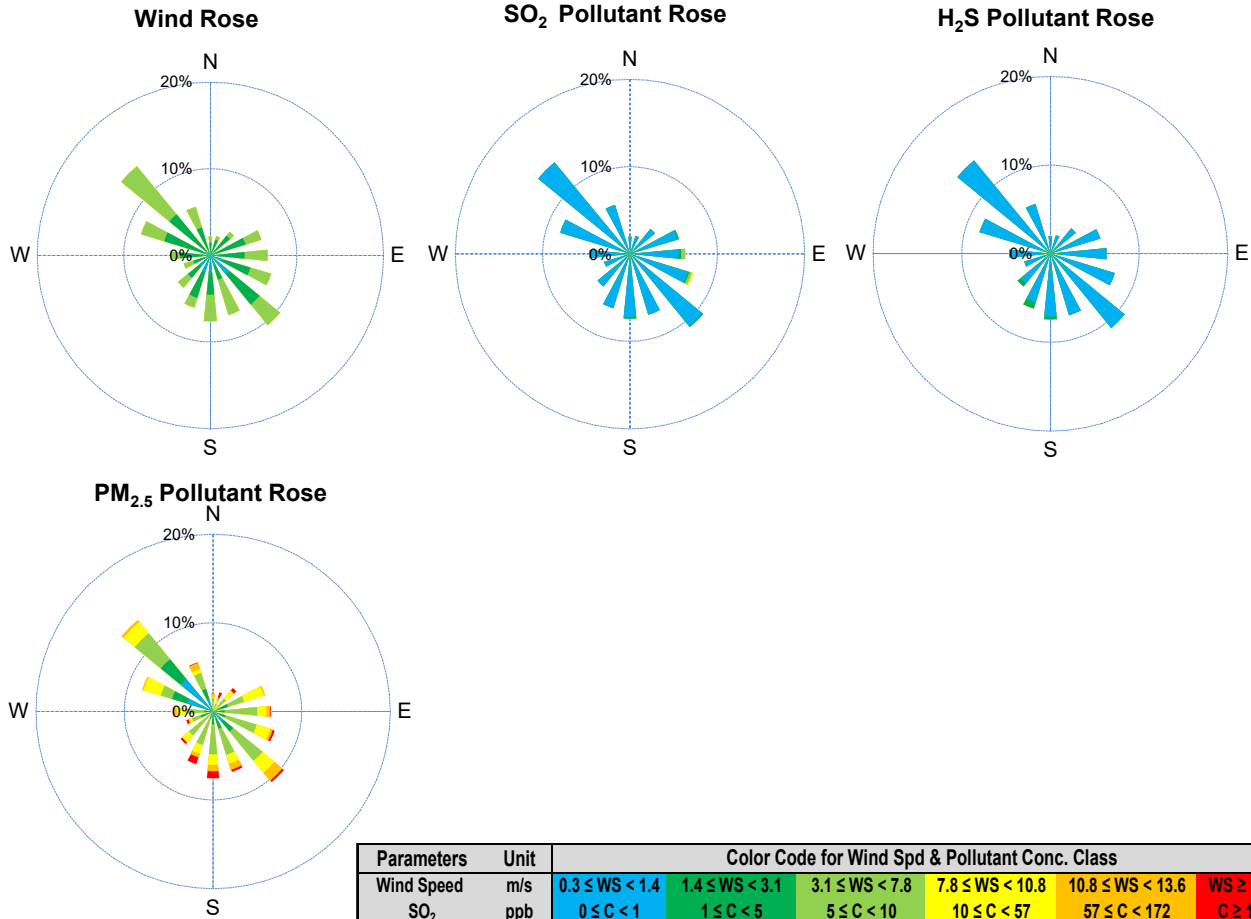 Wind Rose
N
20%
10%
0%
W
E
S
SO₂ Pollutant Rose
N
20%
10%
0%
W
E
S
H₂S Pollutant Rose
N
20%
10%
0%
W
E
S
PM₂.₅ Pollutant Rose
N
20%
10%
0%
W
E
S
Parameters Unit Color Code for Wind Spd & Pollutant Conc. Class
Wind Speed m/s 0.3 ≤ WS < 1.4 1.4 ≤ WS < 3.1 3.1 ≤ WS < 7.8 7.8 ≤ WS < 10.8 10.8 ≤ WS < 13.6 WS ≥
SO₂ ppb 0 ≤ C < 1 1 ≤ C < 5 5 ≤ C < 10 10 ≤ C < 57 57 ≤ C < 172 C ≥